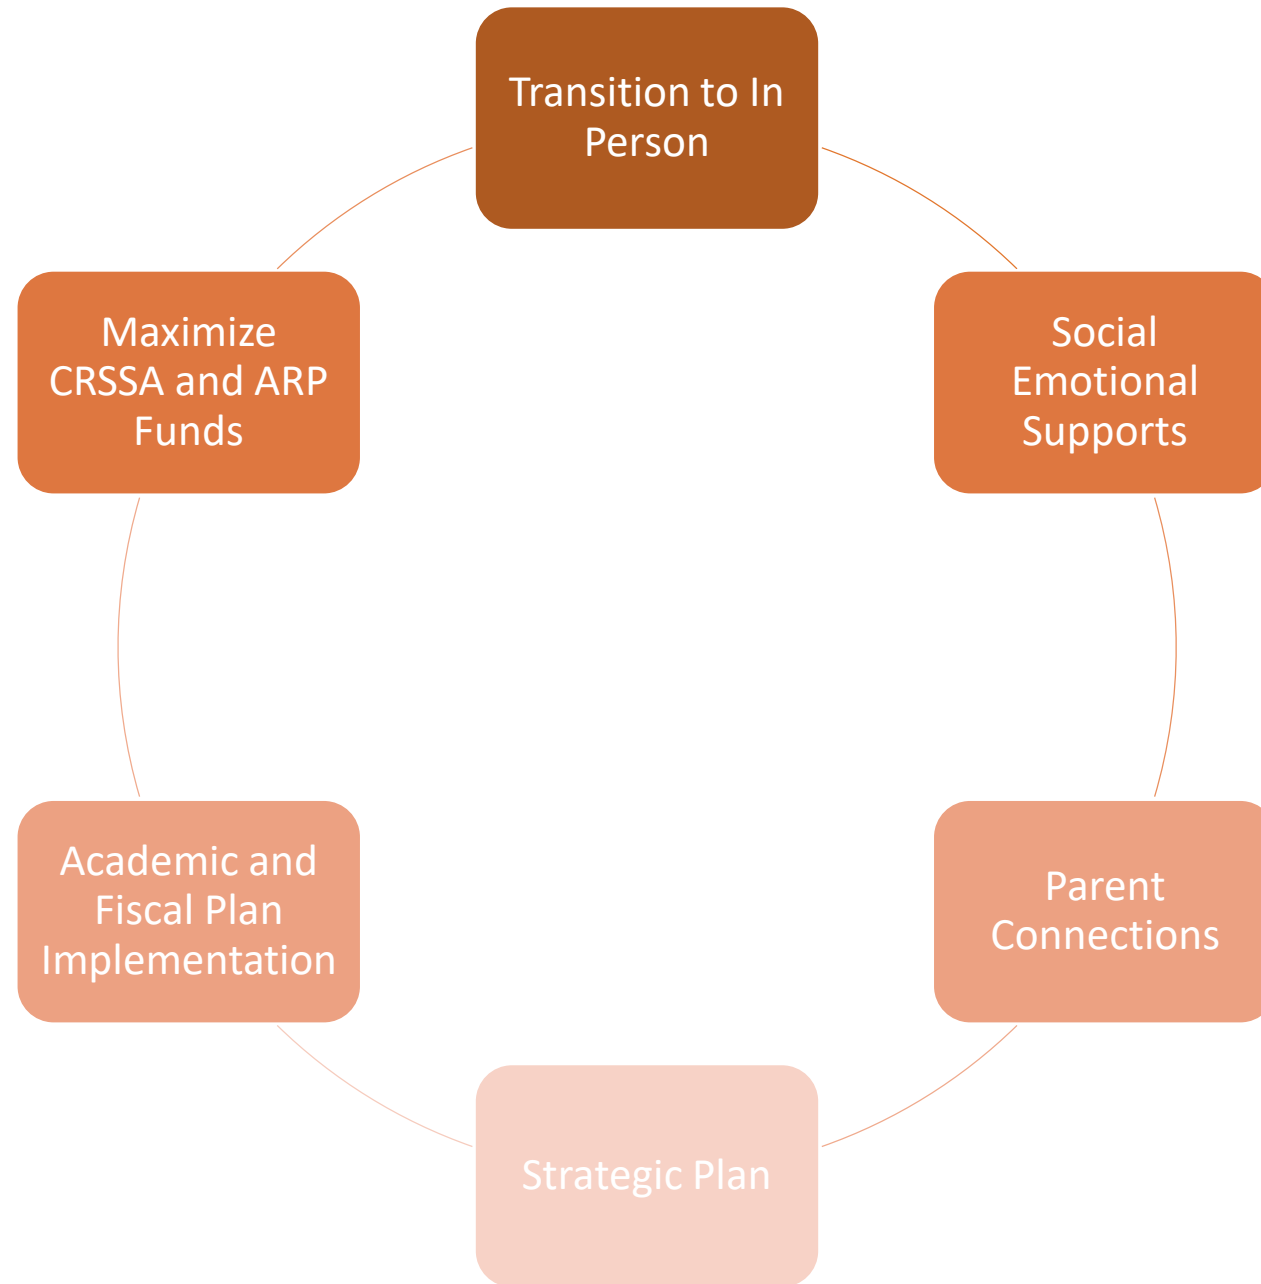 Transition to In
Person
Social
Emotional
Supports
Parent
Connections
Strategic Plan
Academic and
Fiscal Plan
Implementation
Maximize
CRSSA and ARP
Funds